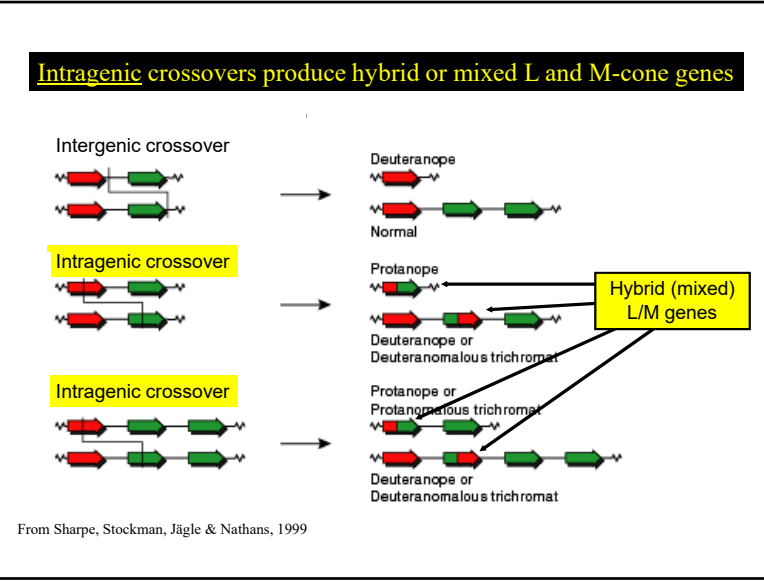 Intragenic crossovers produce hybrid or mixed L and M-cone genes
Intergenic crossover
Deuteranope
Normal
Intragenic crossover
Protanope
Hybrid (mixed)
L/M genes
Deuteranope or
Deuteranomalous trichromat
Intragenic crossover
Protanope or
Protanomalous trichromat
Deuteranope or
Deuteranomalous trichromat
From Sharpe, Stockman, Jägle & Nathans, 1999